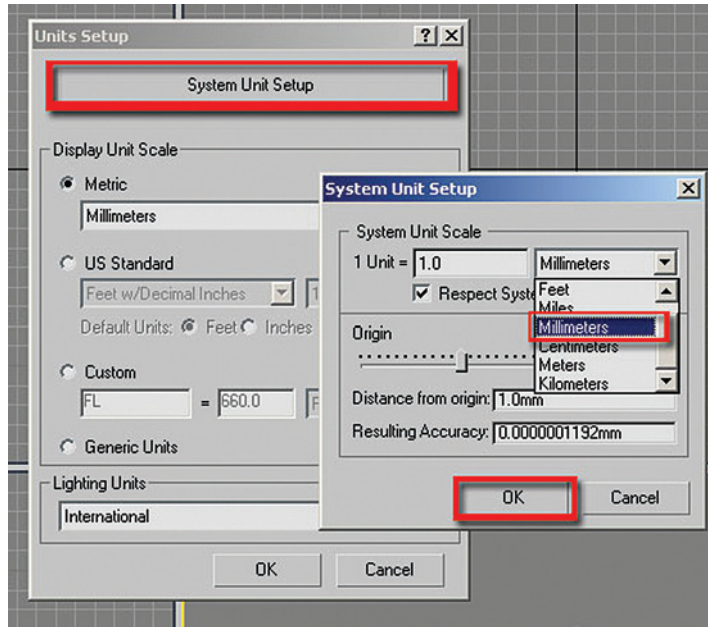 Units Setup
System Unit Setup
Display Unit Scale
Metric
Millimeters
US Standard
Feet w/Decimal Inches
Default Units: Feet Inches
Custom
FL = 660.0
Generic Units
Lighting Units
International
OK Cancel
System Unit Setup
System Unit Scale
1 Unit = 1.0 Millimeters
Respect
Feet
Miles
Millimeters
Centimeters
Meters
Kilometers
Origin
Distance from origin: 1.0mm
Resulting Accuracy: 0.0000001192mm
OK Cancel